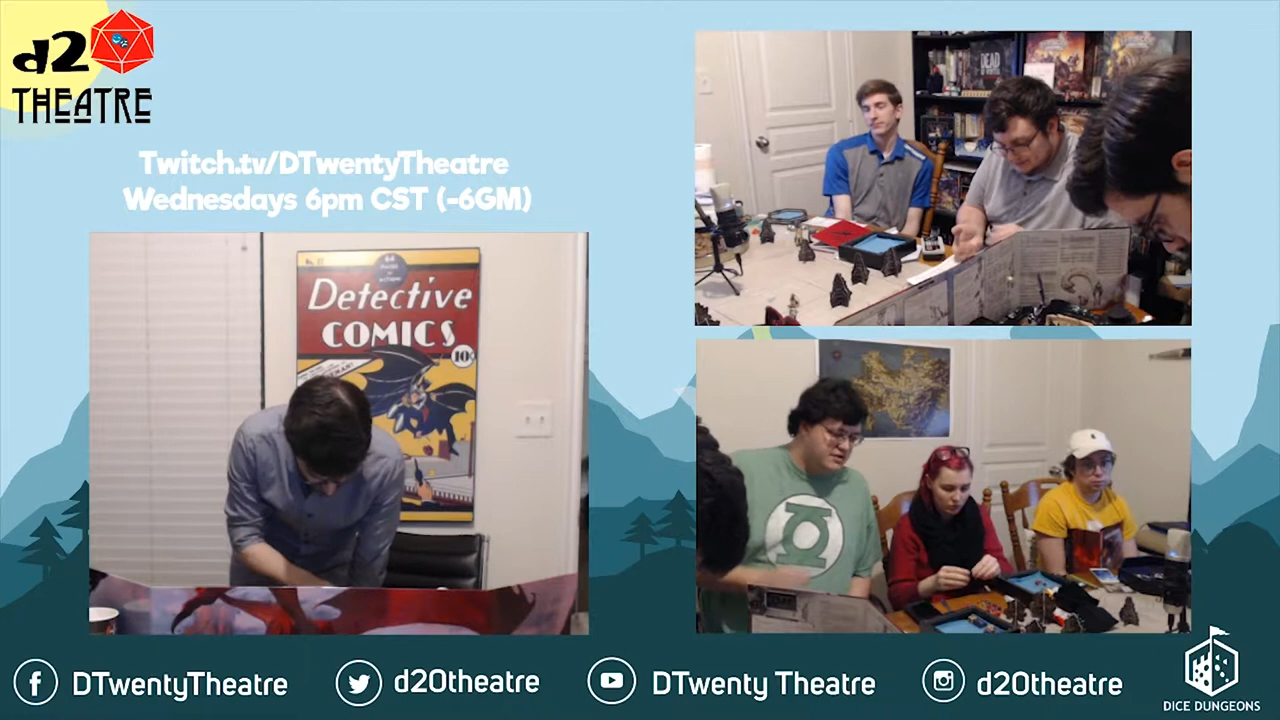 d20
THEATRE
Twitch.tv/DTwentyTheatre
Wednesdays 6pm CST (-6GM)
Detective
COMICS
10¢
DEAD
DTwentyTheatre
d20theatre
DTwenty Theatre
d20theatre
DICE DUNGEONS